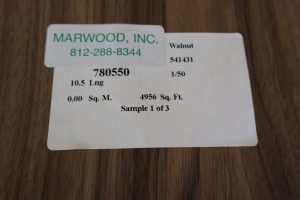 MARWOOD, INC.
812-288-8344
Walnut
541431
780550
1/50
10.5 Lng
0.00 Sq. M. 4956 Sq. Ft.
Sample 1 of 3